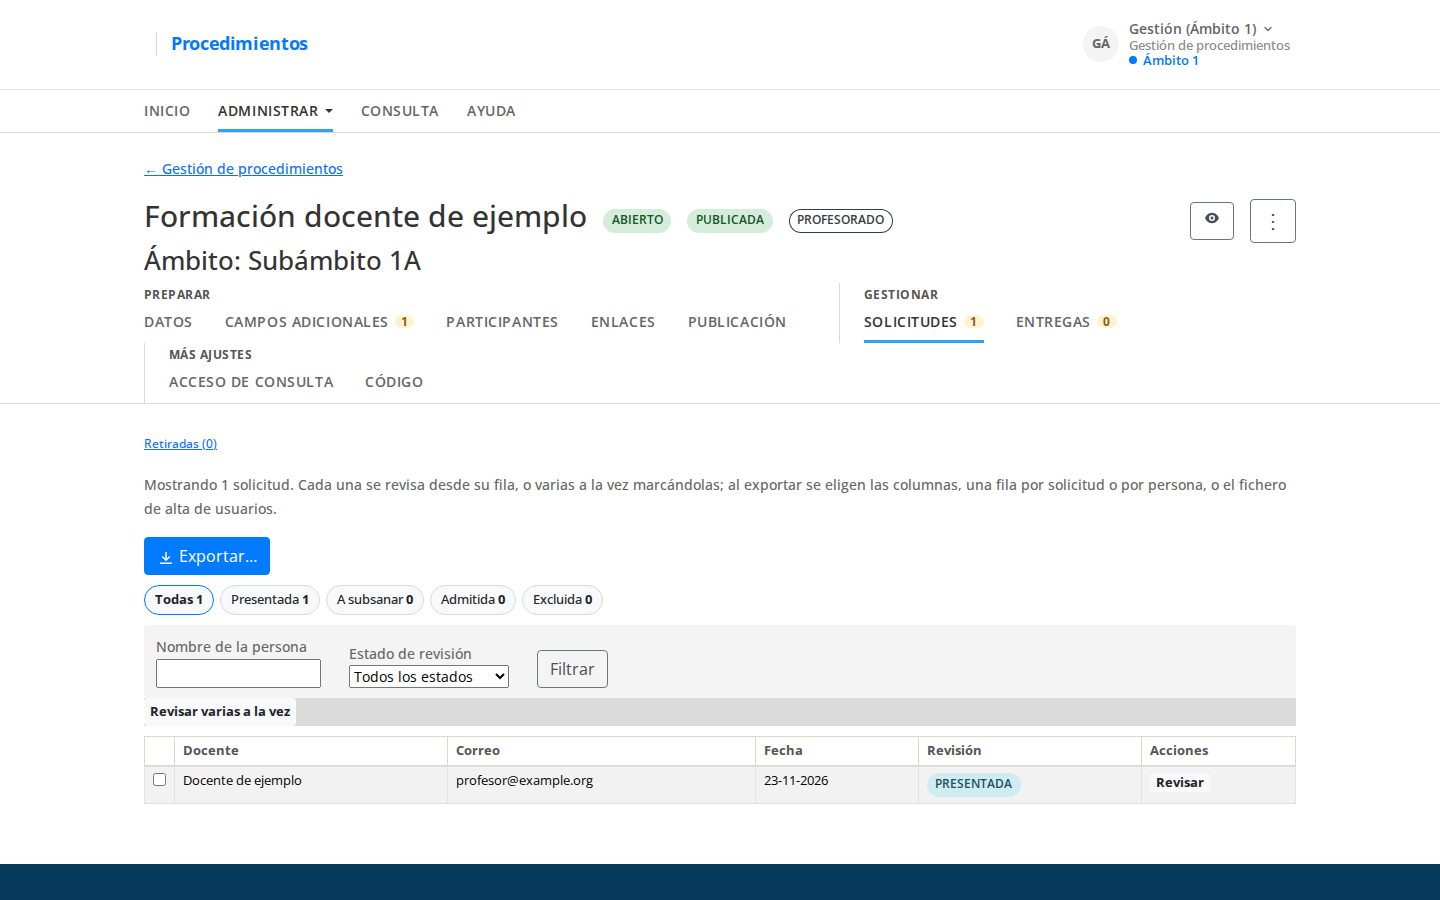 Procedimientos
GÁ
Gestión (Ámbito 1)
Gestión de procedimientos
Ámbito 1
INICIO
ADMINISTRAR
CONSULTA
AYUDA
← Gestión de procedimientos
Formación docente de ejemplo
ABIERTO
PUBLICADA
PROFESORADO
Ámbito: Subámbito 1A
PREPARAR
DATOS
CAMPOS ADICIONALES 1
PARTICIPANTES
ENLACES
PUBLICACIÓN
GESTIONAR
SOLICITUDES 1
ENTREGAS 0
MÁS AJUSTES
ACCESO DE CONSULTA
CÓDIGO
Retiradas (0)
Mostrando 1 solicitud. Cada una se revisa desde su fila, o varias a la vez marcándolas; al exportar se eligen las columnas, una fila por solicitud o por persona, o el fichero
de alta de usuarios.
Exportar...
Todas 1
Presentada 1
A subsanar 0
Admitida 0
Excluida 0
Nombre de la persona
Estado de revisión
Todos los estados
Filtrar
Revisar varias a la vez
Docente
Correo
Fecha
Revisión
Acciones
Docente de ejemplo
profesor@example.org
23-11-2026
PRESENTADA
Revisar